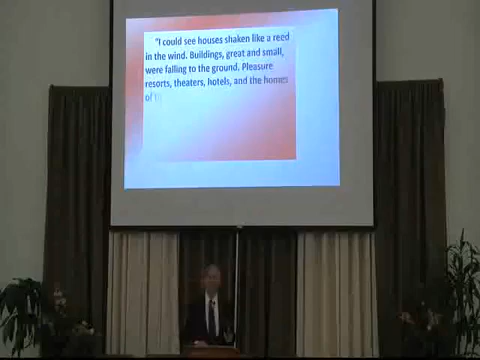 "I could see houses shaken like a reed
in the wind. Buildings, great and small,
were falling to the ground. Pleasure
resorts, theaters, hotels, and the homes
of